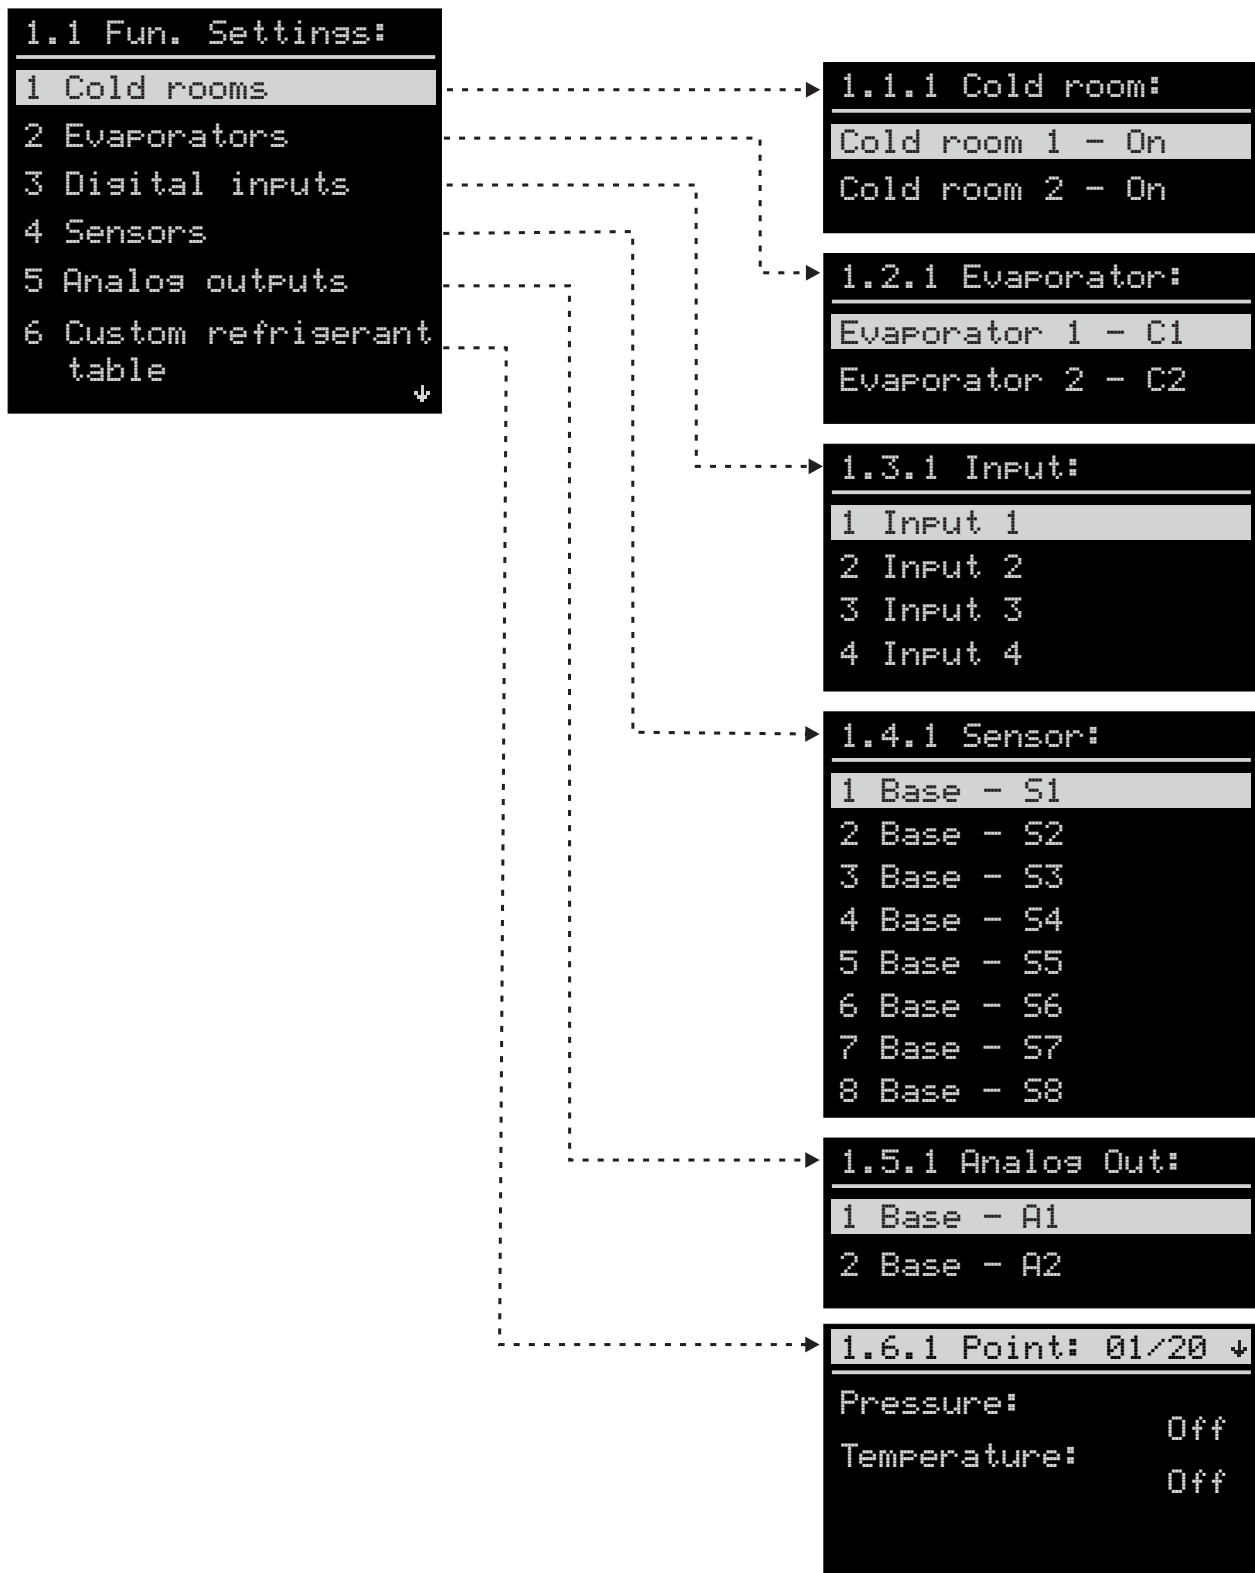 1.1 Fun. Settings:
1 Cold rooms
2 Evaporators
3 Digital inputs
4 Sensors
5 Analog outputs
6 Custom refrigerant
table
1.1.1 Cold room:
Cold room 1 - On
Cold room 2 - On
1.2.1 Evaporator:
Evaporator 1 - C1
Evaporator 2 - C2
1.3.1 Input:
1 Input 1
2 Input 2
3 Input 3
4 Input 4
1.4.1 Sensor:
1 Base - S1
2 Base - S2
3 Base - S3
4 Base - S4
5 Base - S5
6 Base - S6
7 Base - S7
8 Base - S8
1.5.1 Analog Out:
1 Base - A1
2 Base - A2
1.6.1 Point: 01/20
Pressure:
Off
Temperature:
Off